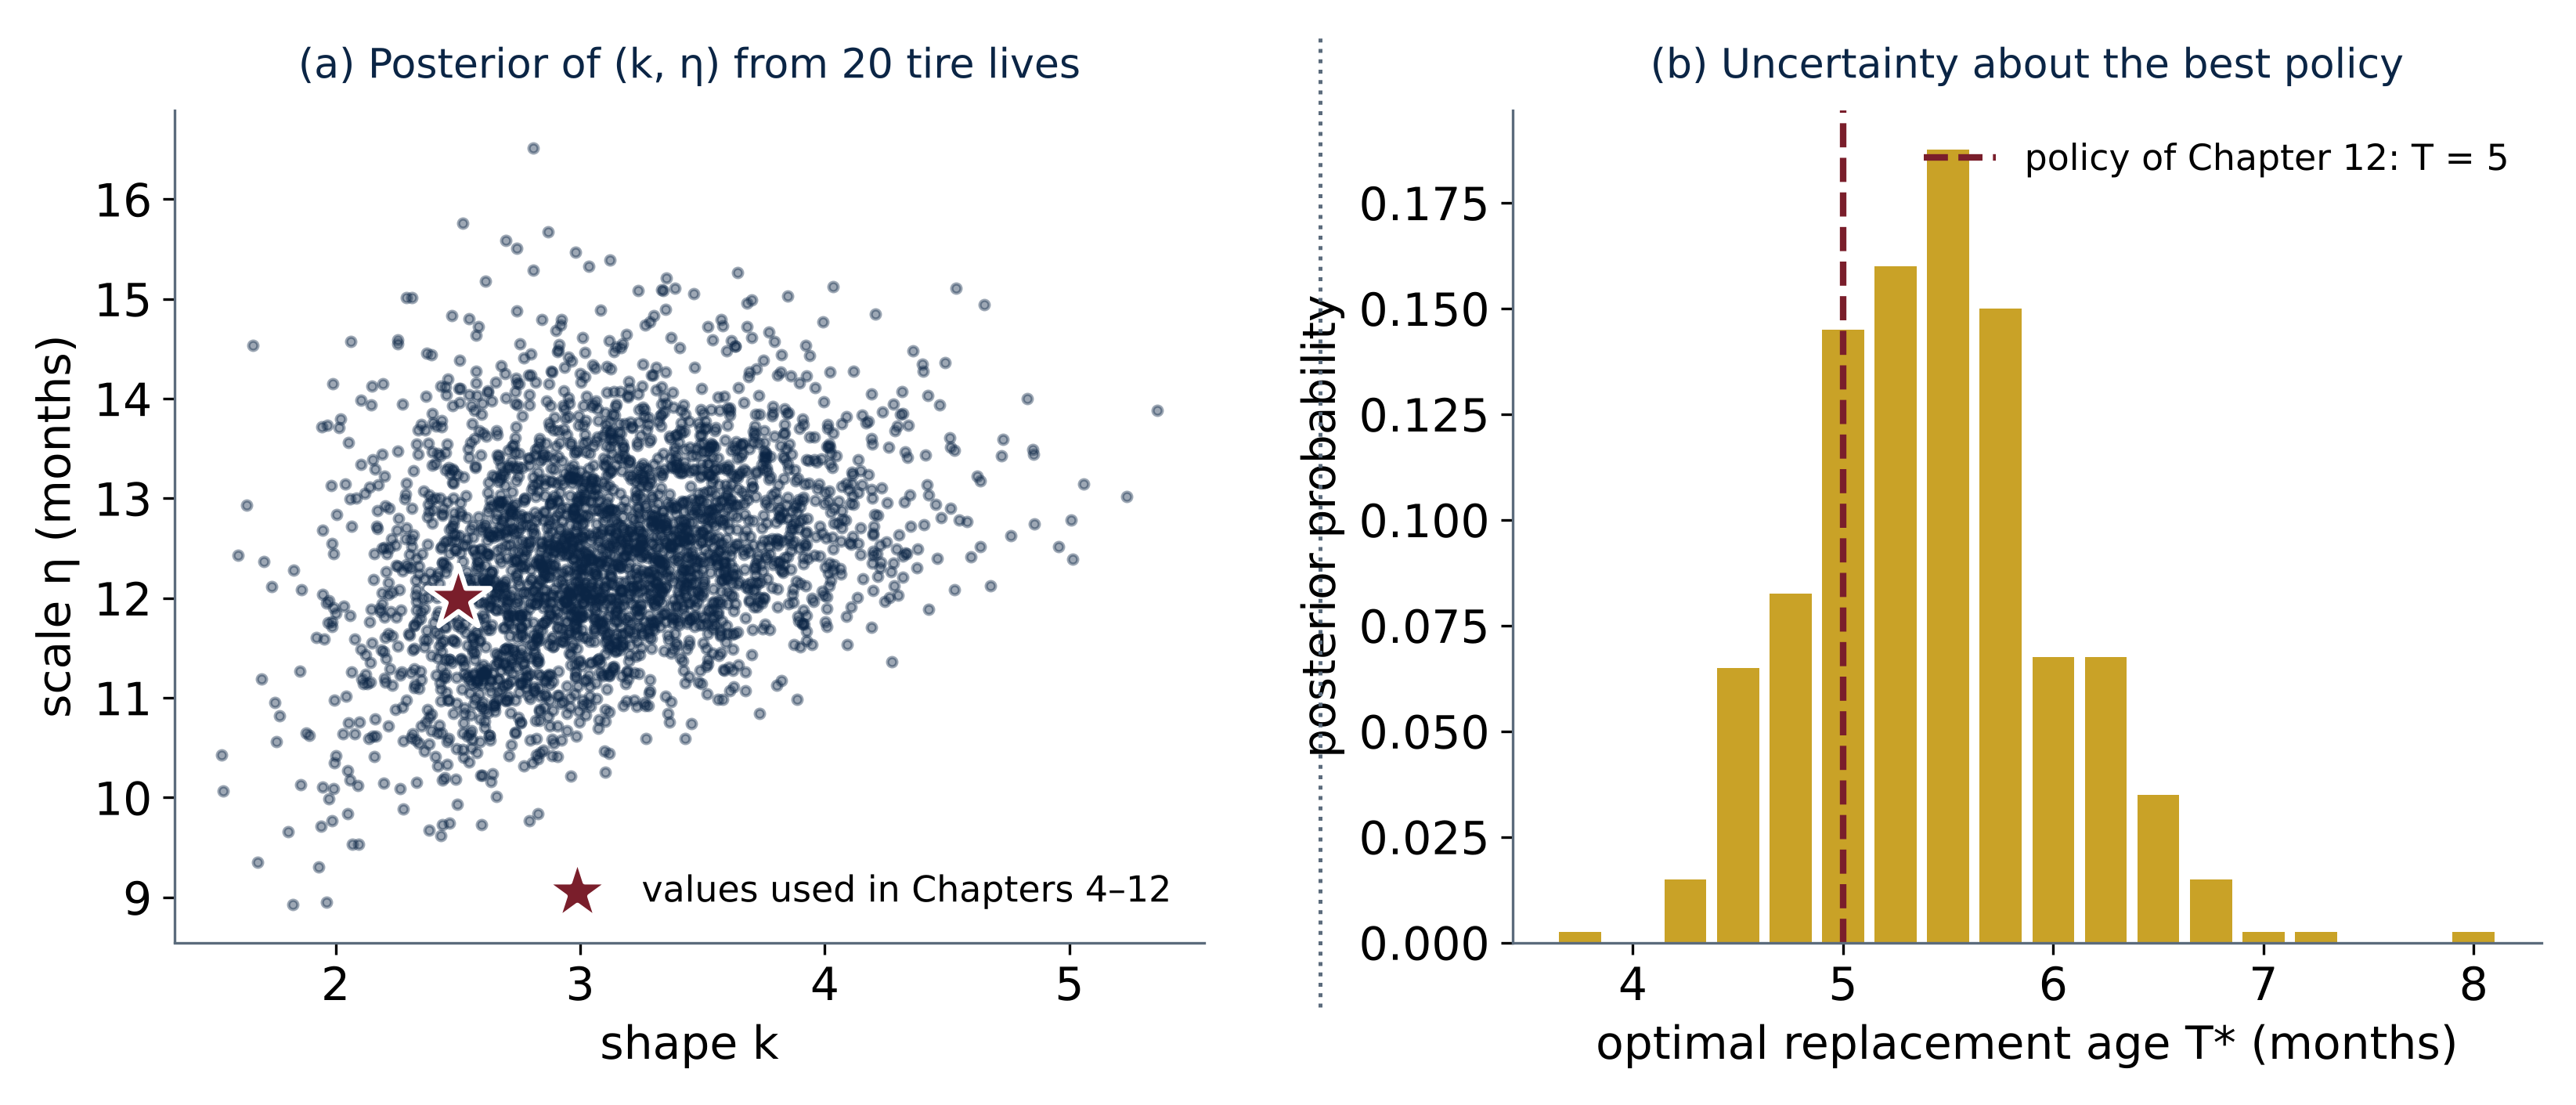 (a) Posterior of (k, η) from 20 tire lives
scale η (months)
16
15
14
13
12
11
10
9
values used in Chapters 4–12
2 3 4 5
shape k
(b) Uncertainty about the best policy
posterior probability
policy of Chapter 12: T = 5
0.175
0.150
0.125
0.100
0.075
0.050
0.025
0.000
4 5 6 7 8
optimal replacement age T* (months)